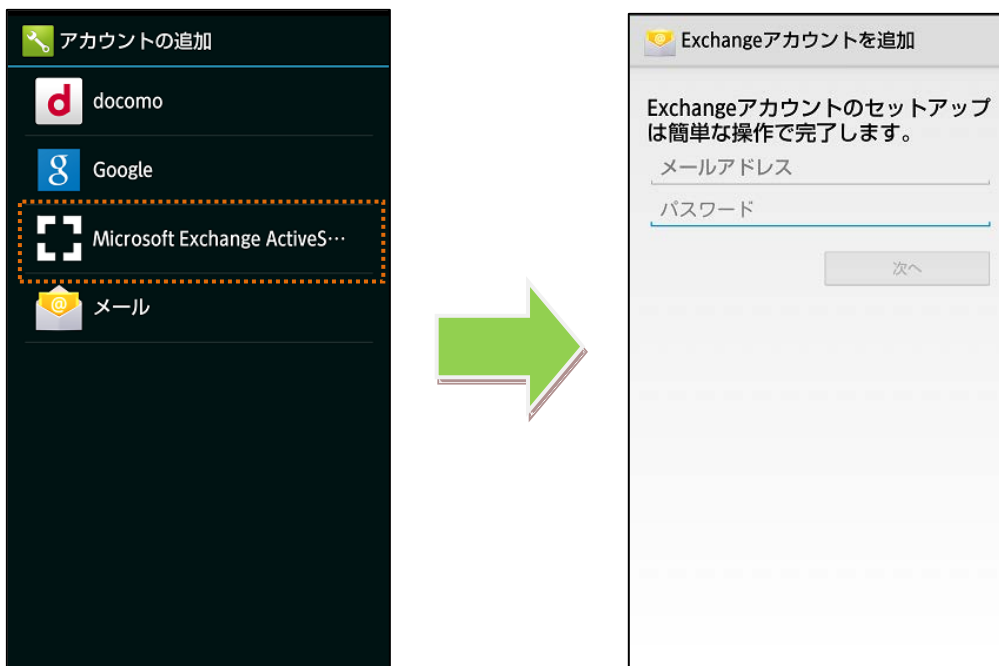 アカウントの追加
docomo
Google
Microsoft Exchange ActiveS…
メール
Exchangeアカウントを追加
Exchangeアカウントのセットアップ
は簡単な操作で完了します。
メールアドレス
パスワード
次へ